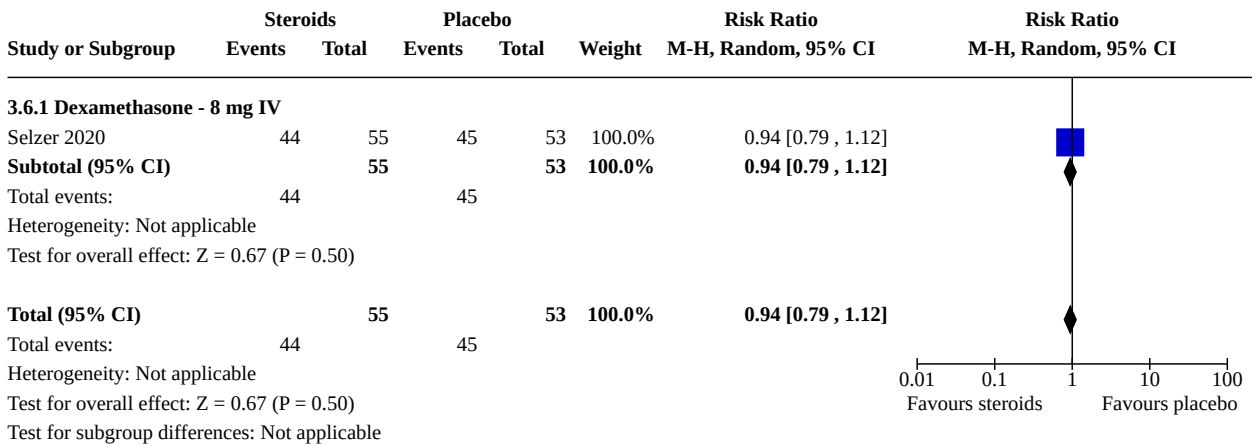 Steroids Placebo Risk Ratio Risk Ratio
Study or Subgroup Events Total Events Total Weight M-H, Random, 95% CI M-H, Random, 95% CI
3.6.1 Dexamethasone - 8 mg IV
Selzer 2020 44 55 45 53 100.0% 0.94 [0.79 , 1.12]
Subtotal (95% CI) 55 53 100.0% 0.94 [0.79 , 1.12]
Total events: 44 45
Heterogeneity: Not applicable
Test for overall effect: Z = 0.67 (P = 0.50)
Total (95% CI) 55 53 100.0% 0.94 [0.79 , 1.12]
Total events: 44 45
Heterogeneity: Not applicable
0.01 0.1 1 10 100
Test for overall effect: Z = 0.67 (P = 0.50) Favours steroids Favours placebo
Test for subgroup differences: Not applicable